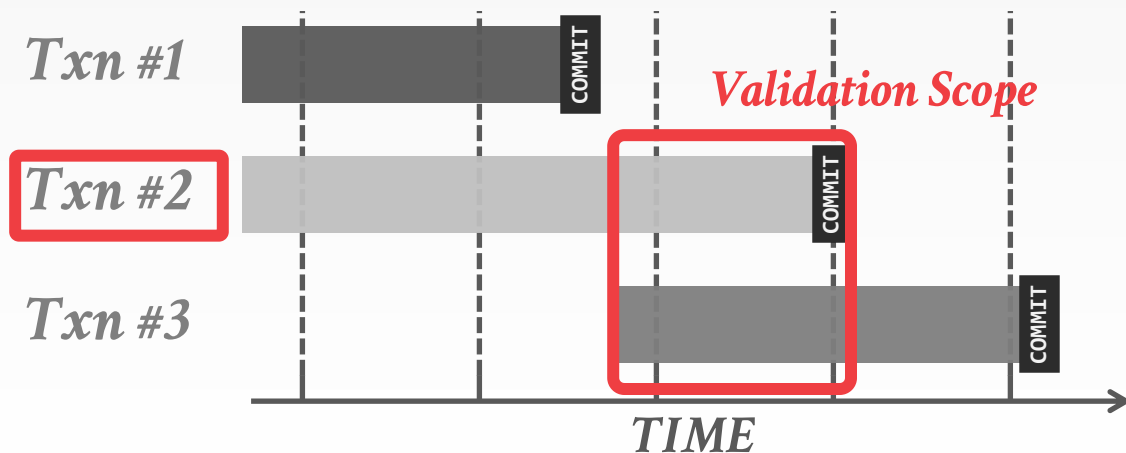 Txn #1
COMMIT
Validation Scope
Txn #2
COMMIT
Txn #3
COMMIT
TIME